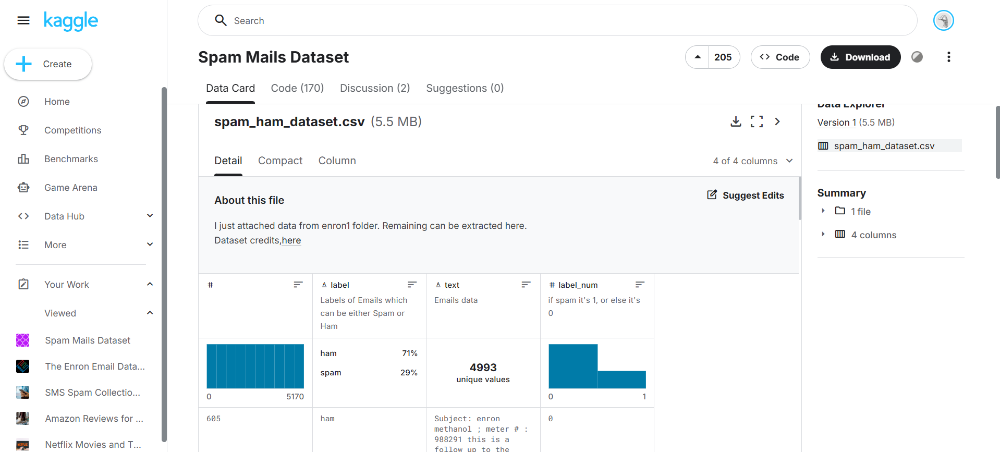 kaggle
Search
Create
Home
Competitions
Benchmarks
Game Arena
Data Hub
More
Your Work
Viewed
Spam Mails Dataset
The Enron Email Data...
SMS Spam Collectio...
Amazon Reviews for ...
Netflix Movies and T...
Spam Mails Dataset
205
Code
Download
Data Card
Code (170)
Discussion (2)
Suggestions (0)
spam_ham_dataset.csv (5.5 MB)
Detail
Compact
Column
4 of 4 columns
About this file
Suggest Edits
I just attached data from enron1 folder. Remaining can be extracted here.
Dataset credits,here
#
label
Labels of Emails which
can be either Spam or
Ham
text
Emails data
# label_num
if spam it's 1, or else it's
0
0 5170
ham 71%
spam 29%
4993
unique values
0 1
605
ham
Subject: enron
methanol ; meter # :
988291 this is a
follow up to the
0
Data Explorer
Version 1 (5.5 MB)
spam_ham_dataset.csv
Summary
1 file
4 columns